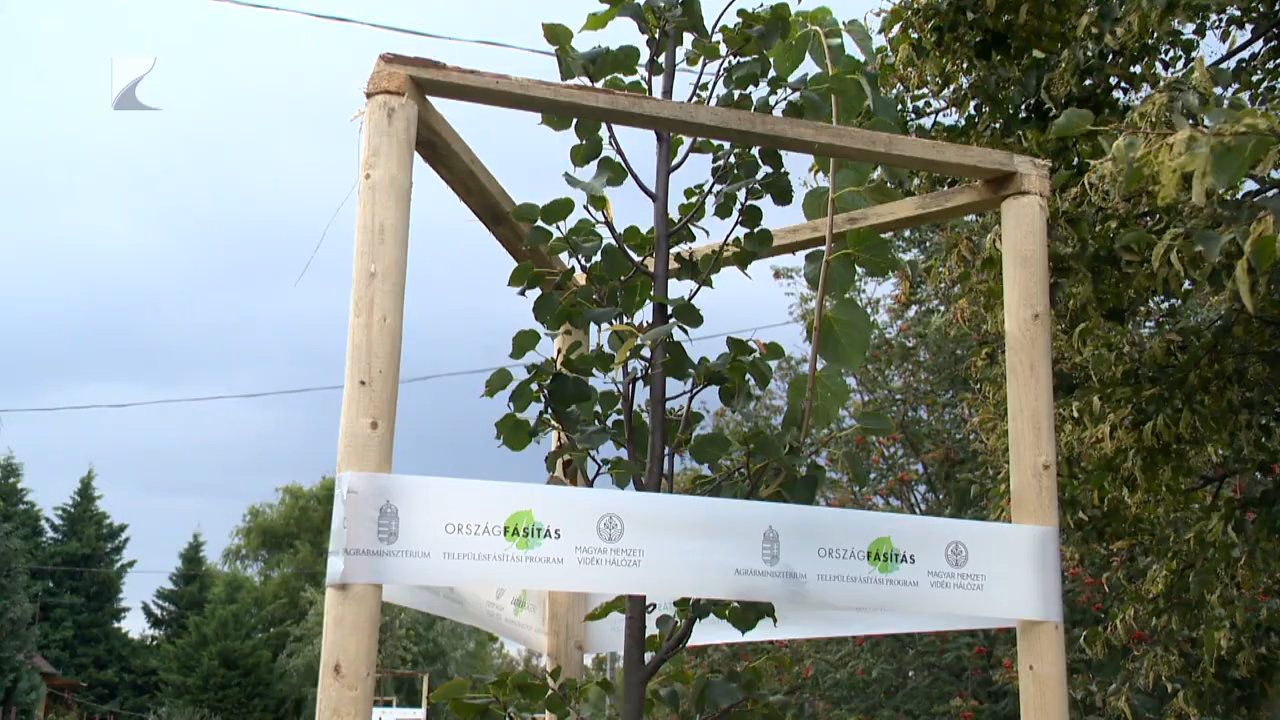 AGRÁRMINISZTÉRIUM
ORSZÁGFÁSÍTÁS
TELEPÜLÉSFÁSÍTÁSI PROGRAM
MAGYAR NEMZETI
VIDÉKI HÁLÓZAT
AGRÁRMINISZTÉRIUM
ORSZÁGFÁSÍTÁS
TELEPÜLÉSFÁSÍTÁSI PROGRAM
MAGYAR NEMZETI
VIDÉKI HÁLÓZAT